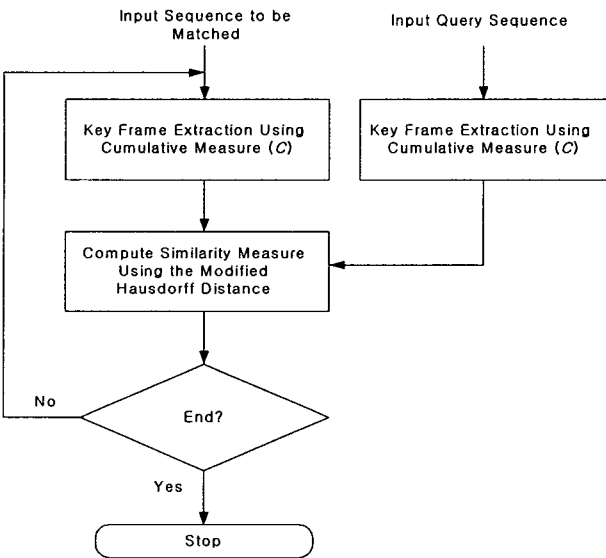 Input Sequence to be
Matched
Input Query Sequence
Key Frame Extraction Using
Cumulative Measure (C)
Key Frame Extraction Using
Cumulative Measure (C)
Compute Similarity Measure
Using the Modified
Hausdorff Distance
No
End?
Yes
Stop